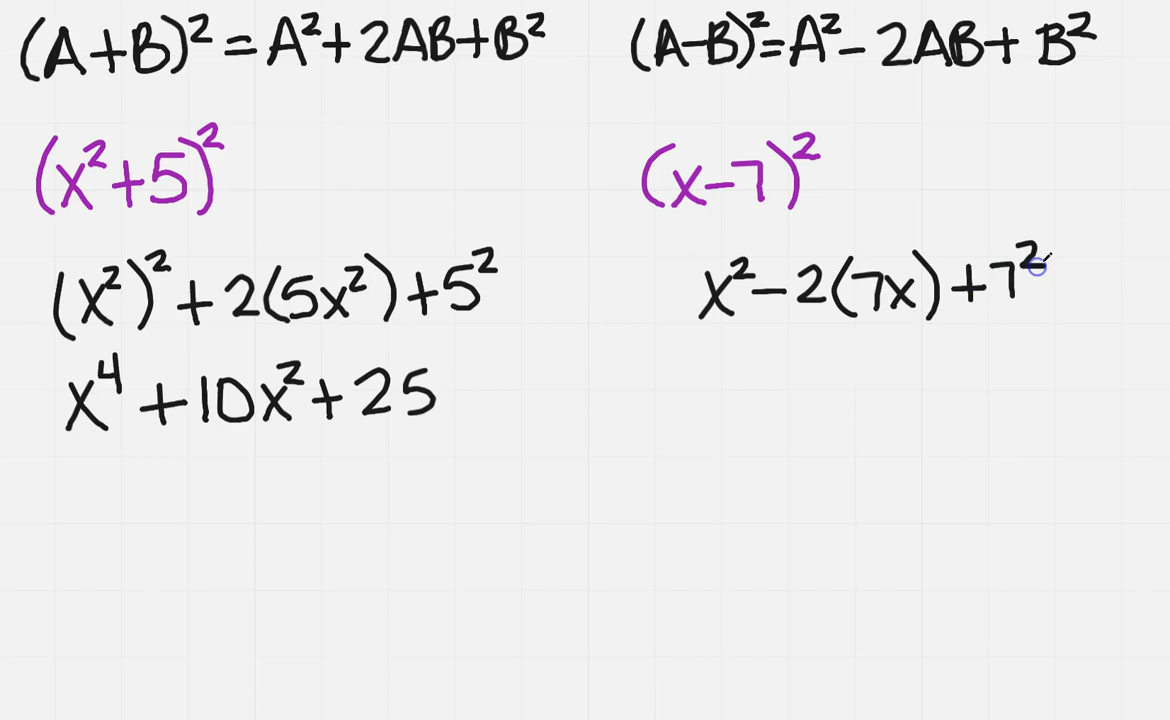 (A+B)² = A² + 2AB + B²
(x²+5)²
(x²)² + 2(5x²) + 5²
x⁴ + 10x² + 25
(A-B)² = A² - 2AB + B²
(x-7)²
x² - 2(7x) + 7²